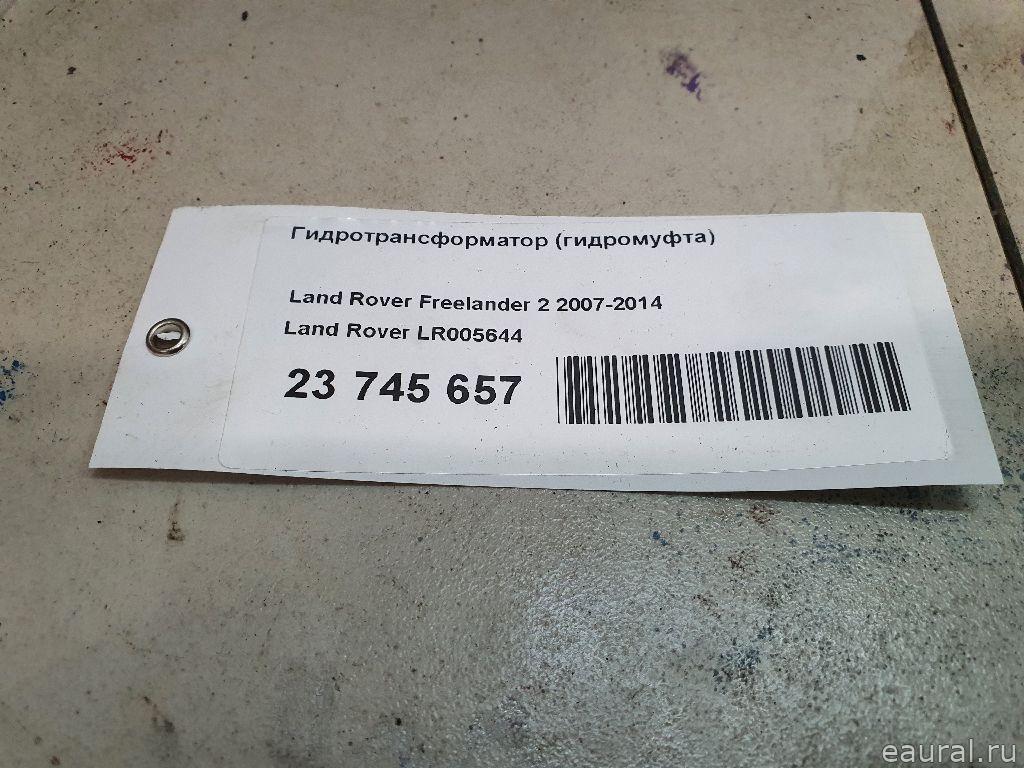 Гидротрансформатор (гидромуфта)
Land Rover Freelander 2 2007-2014
Land Rover LR005644
23 745 657
eaural.ru